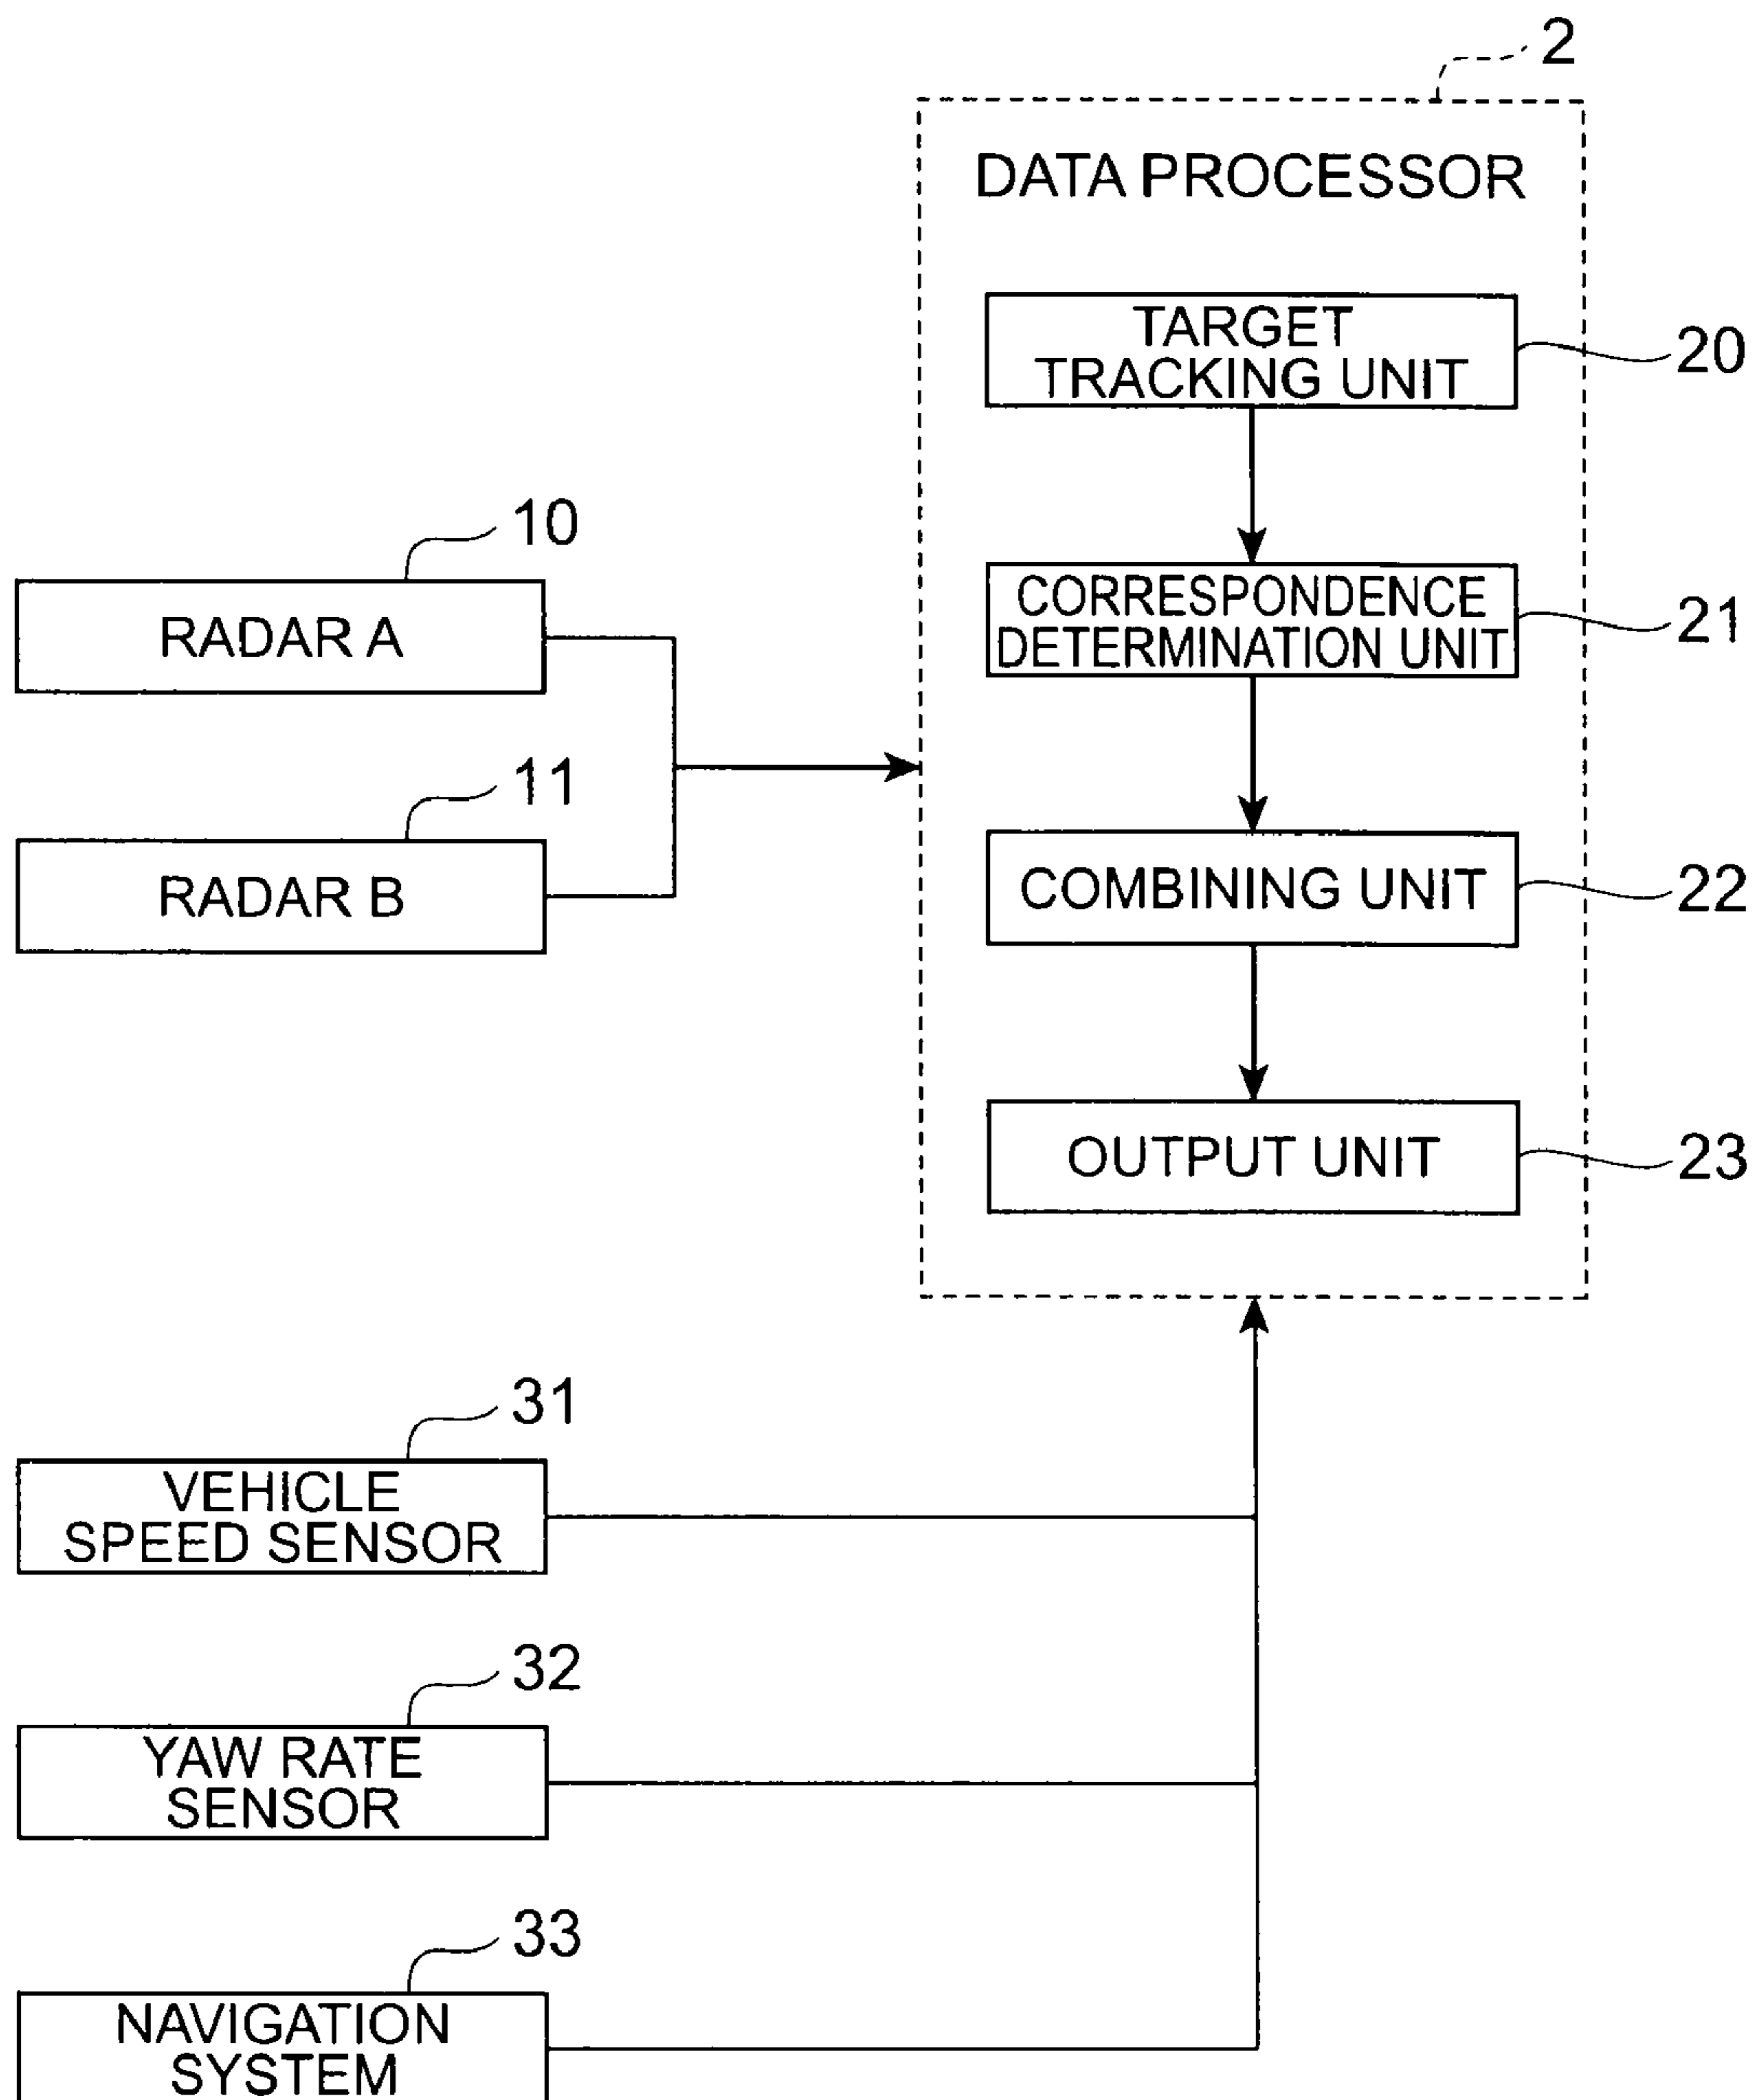 2
DATA PROCESSOR
TARGET
TRACKING UNIT
20
10
RADAR A
CORRESPONDENCE
DETERMINATION UNIT
21
11
RADAR B
COMBINING UNIT
22
OUTPUT UNIT
23
31
VEHICLE
SPEED SENSOR
32
YAW RATE
SENSOR
33
NAVIGATION
SYSTEM